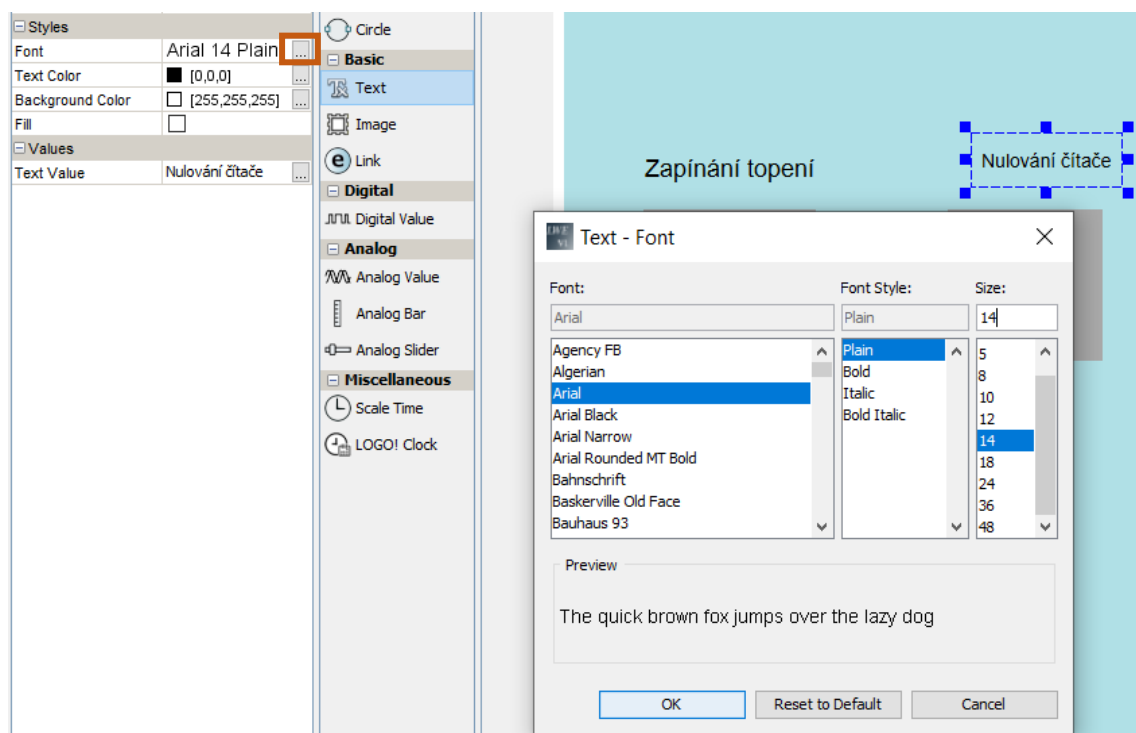 Styles
Font Arial 14 Plain ...
Text Color [0,0,0] ...
Background Color [255,255,255] ...
Fill
Values
Text Value Nulování čítače ...
Circle
Basic
Text
Image
e Link
Digital
Digital Value
Analog
Analog Value
Analog Bar
Analog Slider
Miscellaneous
Scale Time
LOGO! Clock
Zapínání topení
Nulování čítače
Text - Font
Font: Font Style: Size:
Arial Plain 14
Agency FB
Algerian
Arial
Arial Black
Arial Narrow
Arial Rounded MT Bold
Bahnschrift
Baskerville Old Face
Bauhaus 93
Plain
Bold
Italic
Bold Italic
5
8
10
12
14
18
24
36
48
Preview
The quick brown fox jumps over the lazy dog
OK Reset to Default Cancel